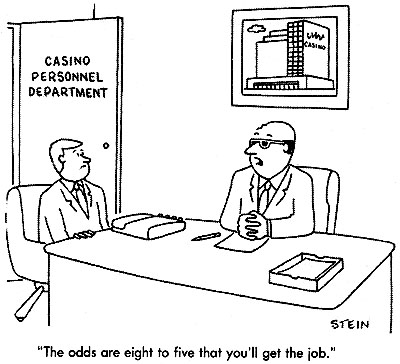 CASINO
PERSONNEL
DEPARTMENT
CASINO
STEIN
"The odds are eight to five that you'll get the job."